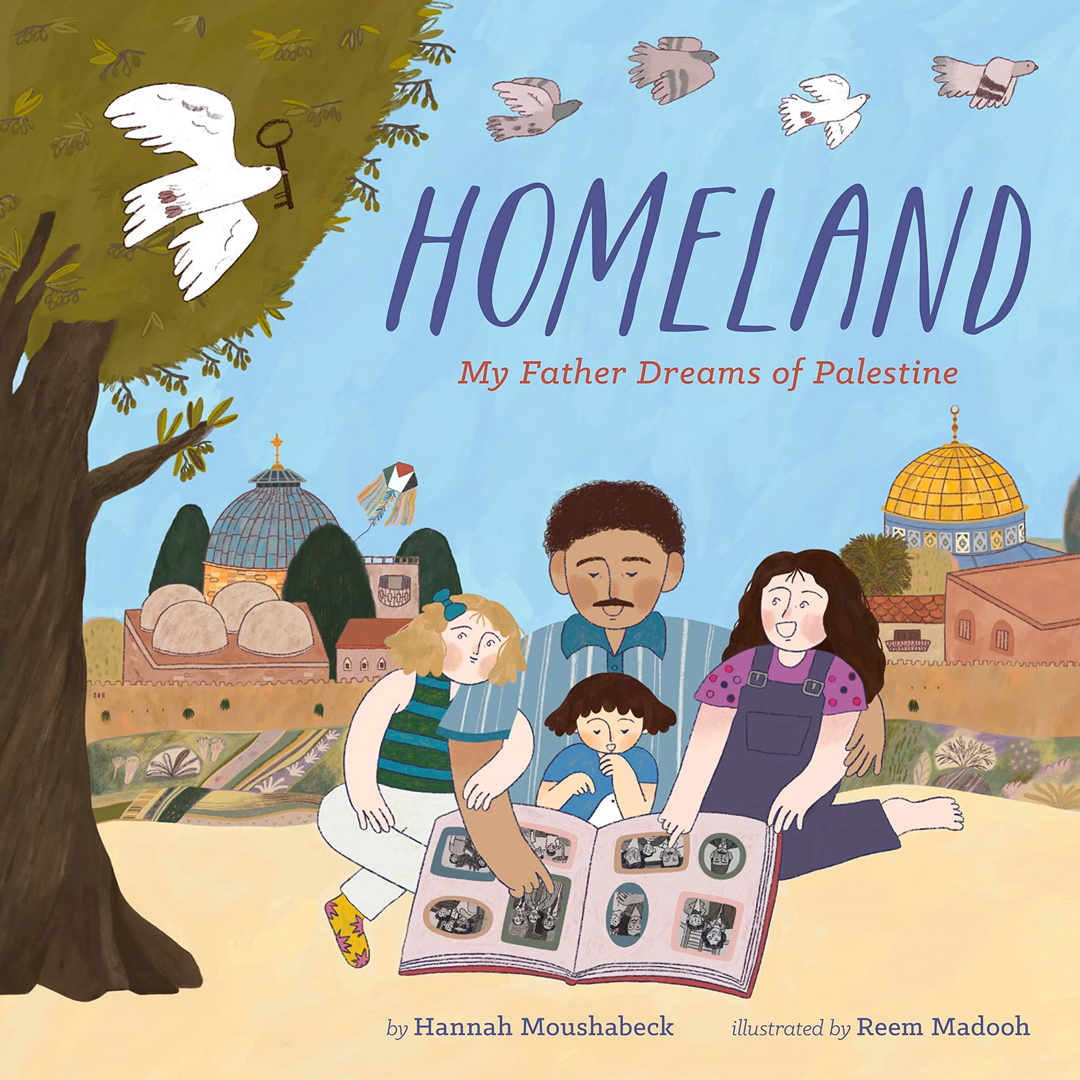 HOMELAND
My Father Dreams of Palestine
by Hannah Moushabeck
illustrated by Reem Madooh